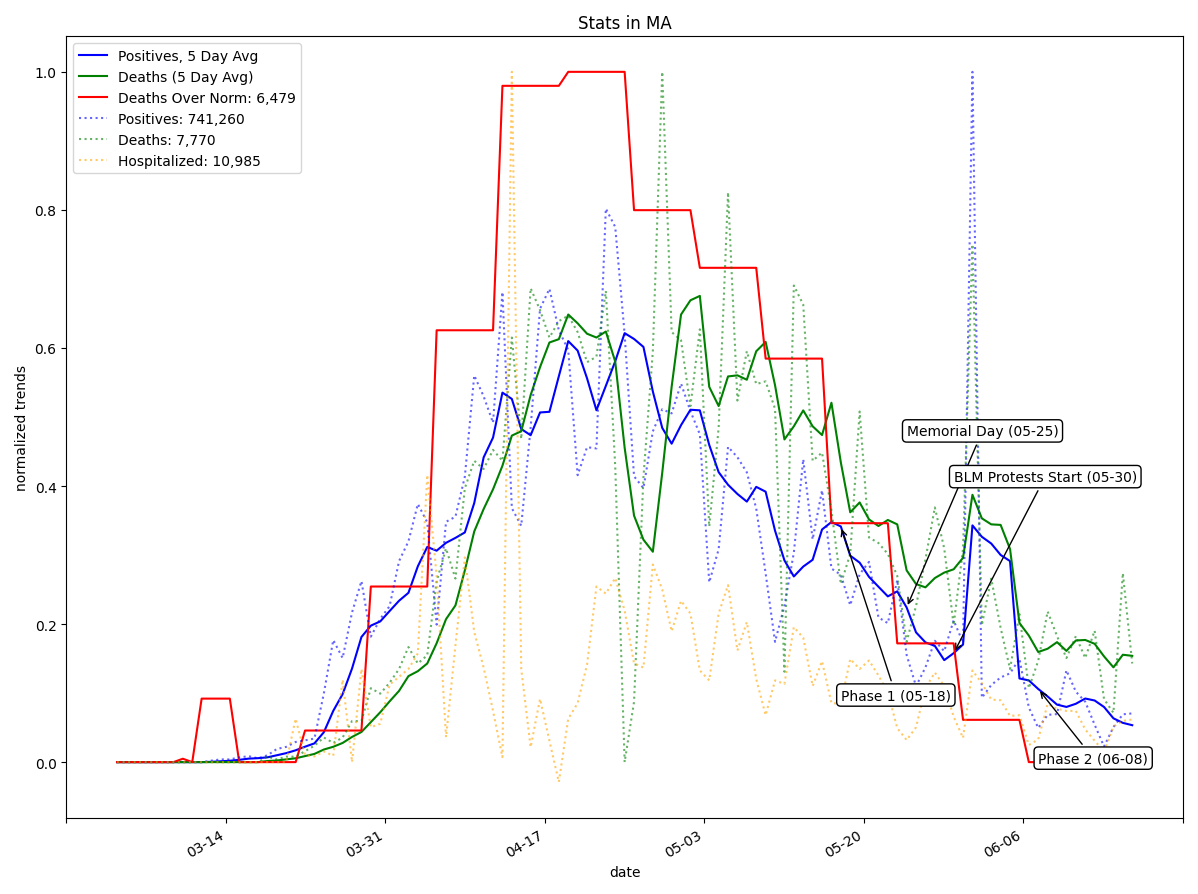 Stats in MA
Positives, 5 Day Avg
Deaths (5 Day Avg)
Deaths Over Norm: 6,479
Positives: 741,260
Deaths: 7,770
Hospitalized: 10,985
normalized trends
1.0
0.8
0.6
0.4
0.2
0.0
Memorial Day (05-25)
BLM Protests Start (05-30)
Phase 1 (05-18)
Phase 2 (06-08)
03-14
03-31
04-17
05-03
05-20
06-06
date